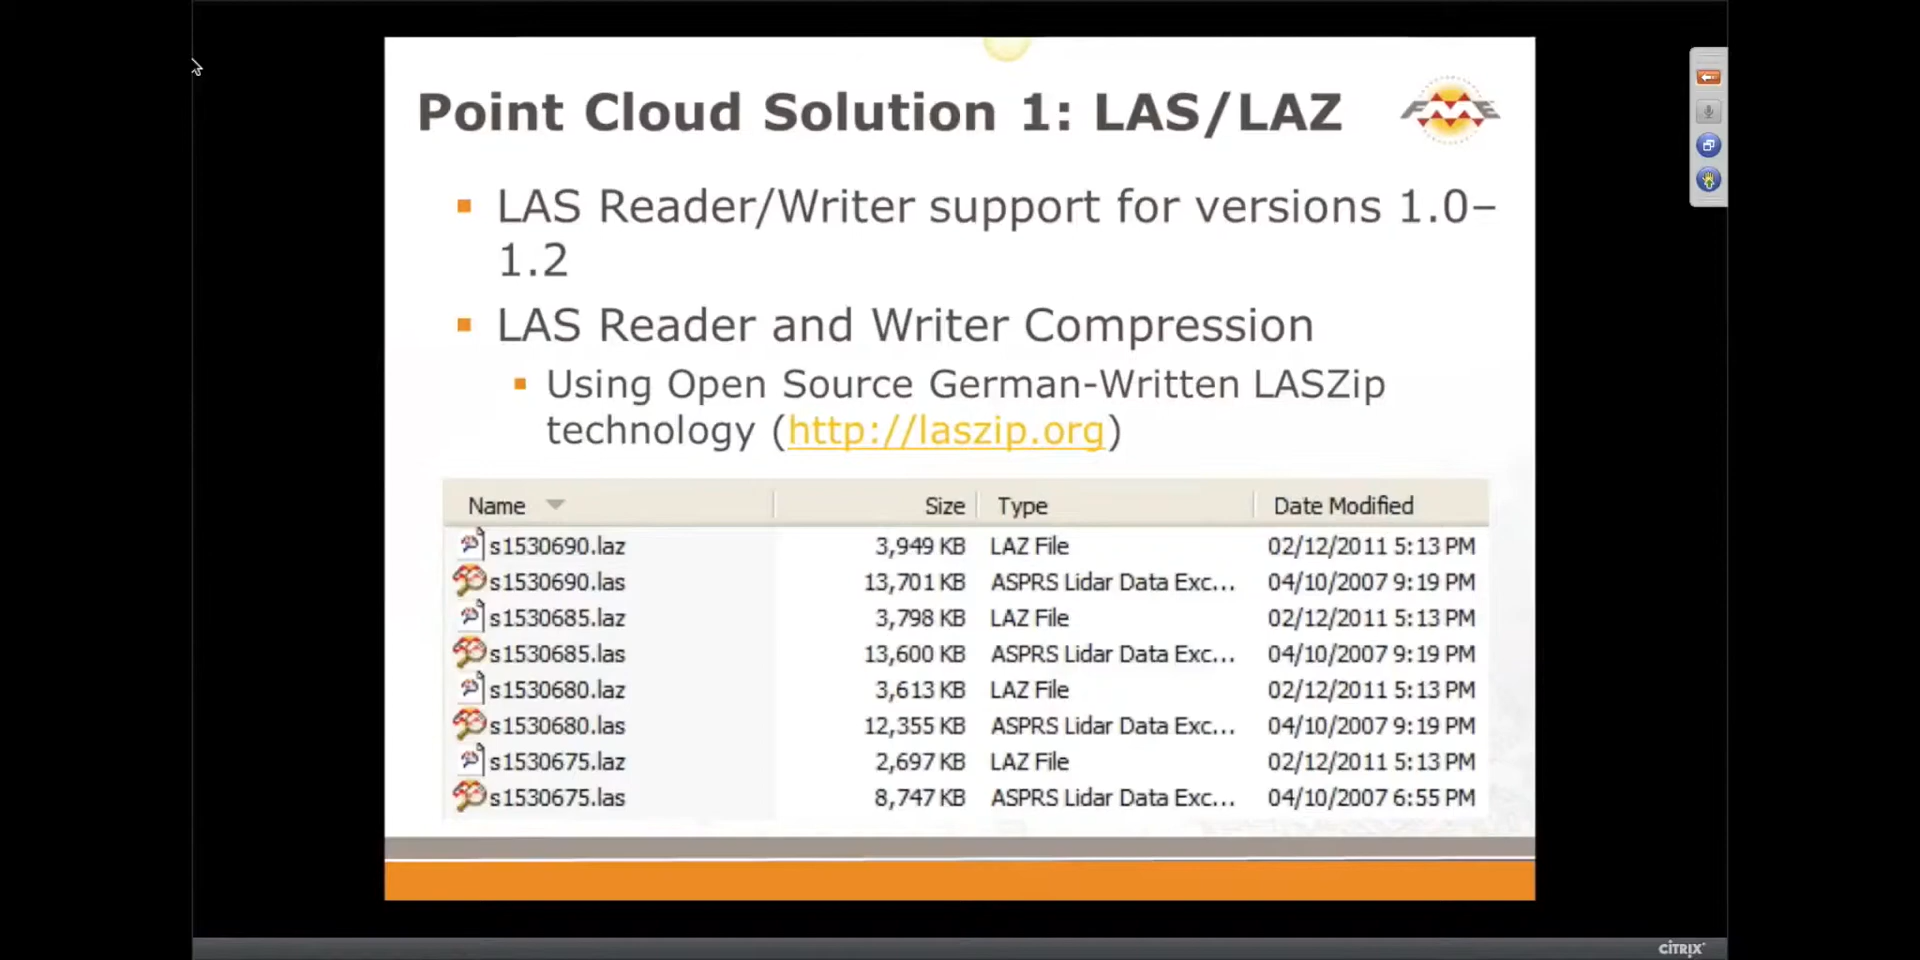 Point Cloud Solution 1: LAS/LAZ
FME
LAS Reader/Writer support for versions 1.0–
1.2
LAS Reader and Writer Compression
Using Open Source German-Written LASZip
technology (http://laszip.org)
Name Size Type Date Modified
s1530690.laz 3,949 KB LAZ File 02/12/2011 5:13 PM
s1530690.las 13,701 KB ASPRS Lidar Data Exc... 04/10/2007 9:19 PM
s1530685.laz 3,798 KB LAZ File 02/12/2011 5:13 PM
s1530685.las 13,600 KB ASPRS Lidar Data Exc... 04/10/2007 9:19 PM
s1530680.laz 3,613 KB LAZ File 02/12/2011 5:13 PM
s1530680.las 12,355 KB ASPRS Lidar Data Exc... 04/10/2007 9:19 PM
s1530675.laz 2,697 KB LAZ File 02/12/2011 5:13 PM
s1530675.las 8,747 KB ASPRS Lidar Data Exc... 04/10/2007 6:55 PM
CITRIX